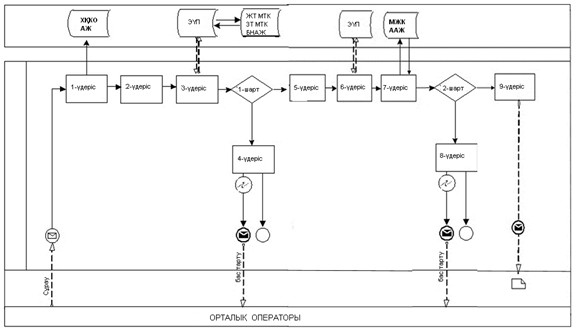 ХҚКО
АЖ
ЭҮП
ЖТ МТК
ЗТ МТК
БНАЖ
ЭҮП
МЖК
ААЖ
1-үдеріс
2-үдеріс
3-үдеріс
1-шарт
5-үдеріс
6-үдеріс
7-үдеріс
2-шарт
9-үдеріс
4-үдеріс
8-үдеріс
Сұрау
бас тарту
бас тарту
ОРТАЛЫҚ ОПЕРАТОРЫ